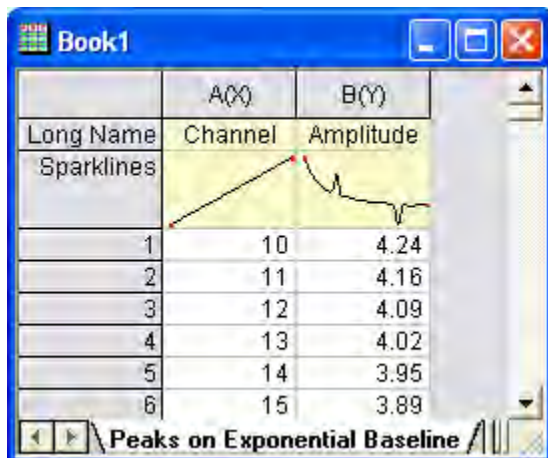 Book1
A(X) B(Y)
Long Name Channel Amplitude
Sparklines
1 10 4.24
2 11 4.16
3 12 4.09
4 13 4.02
5 14 3.95
6 15 3.89
Peaks on Exponential Baseline